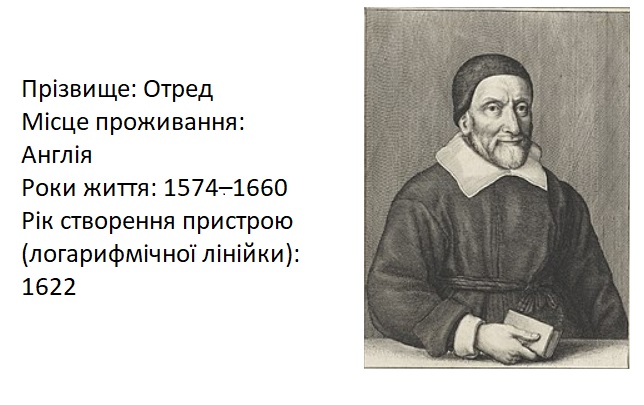 Прізвище: Отред
Місце проживання:
Англія
Роки життя: 1574–1660
Рік створення пристрою
(логарифмічної лінійки):
1622